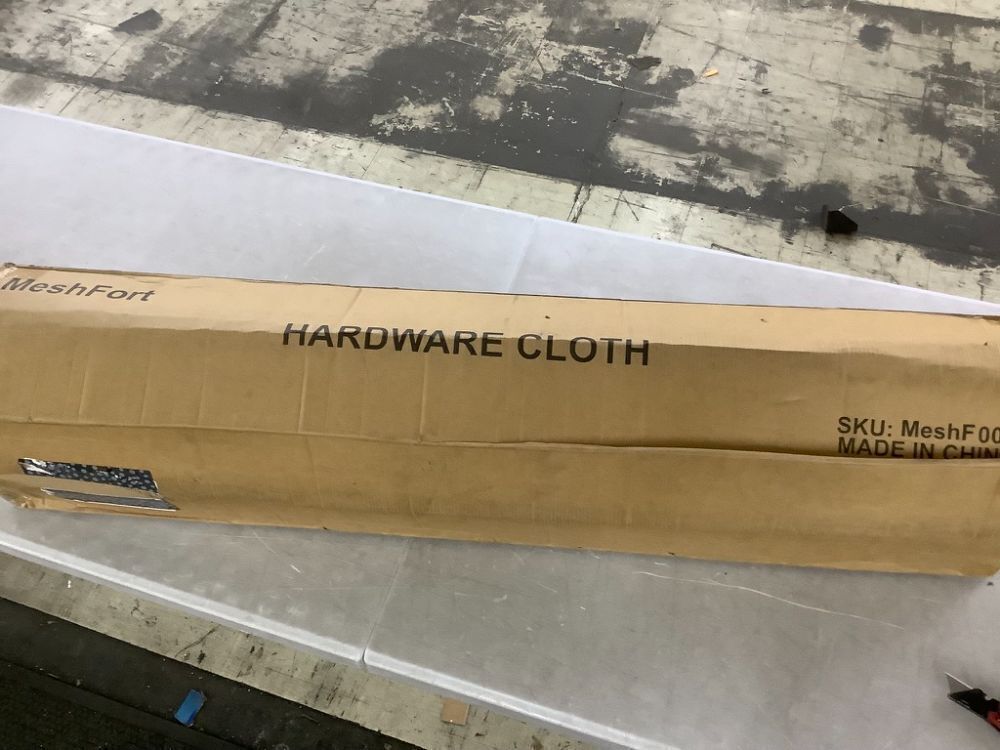 MeshFort
HARDWARE CLOTH
SKU: MeshF00
MADE IN CHIN